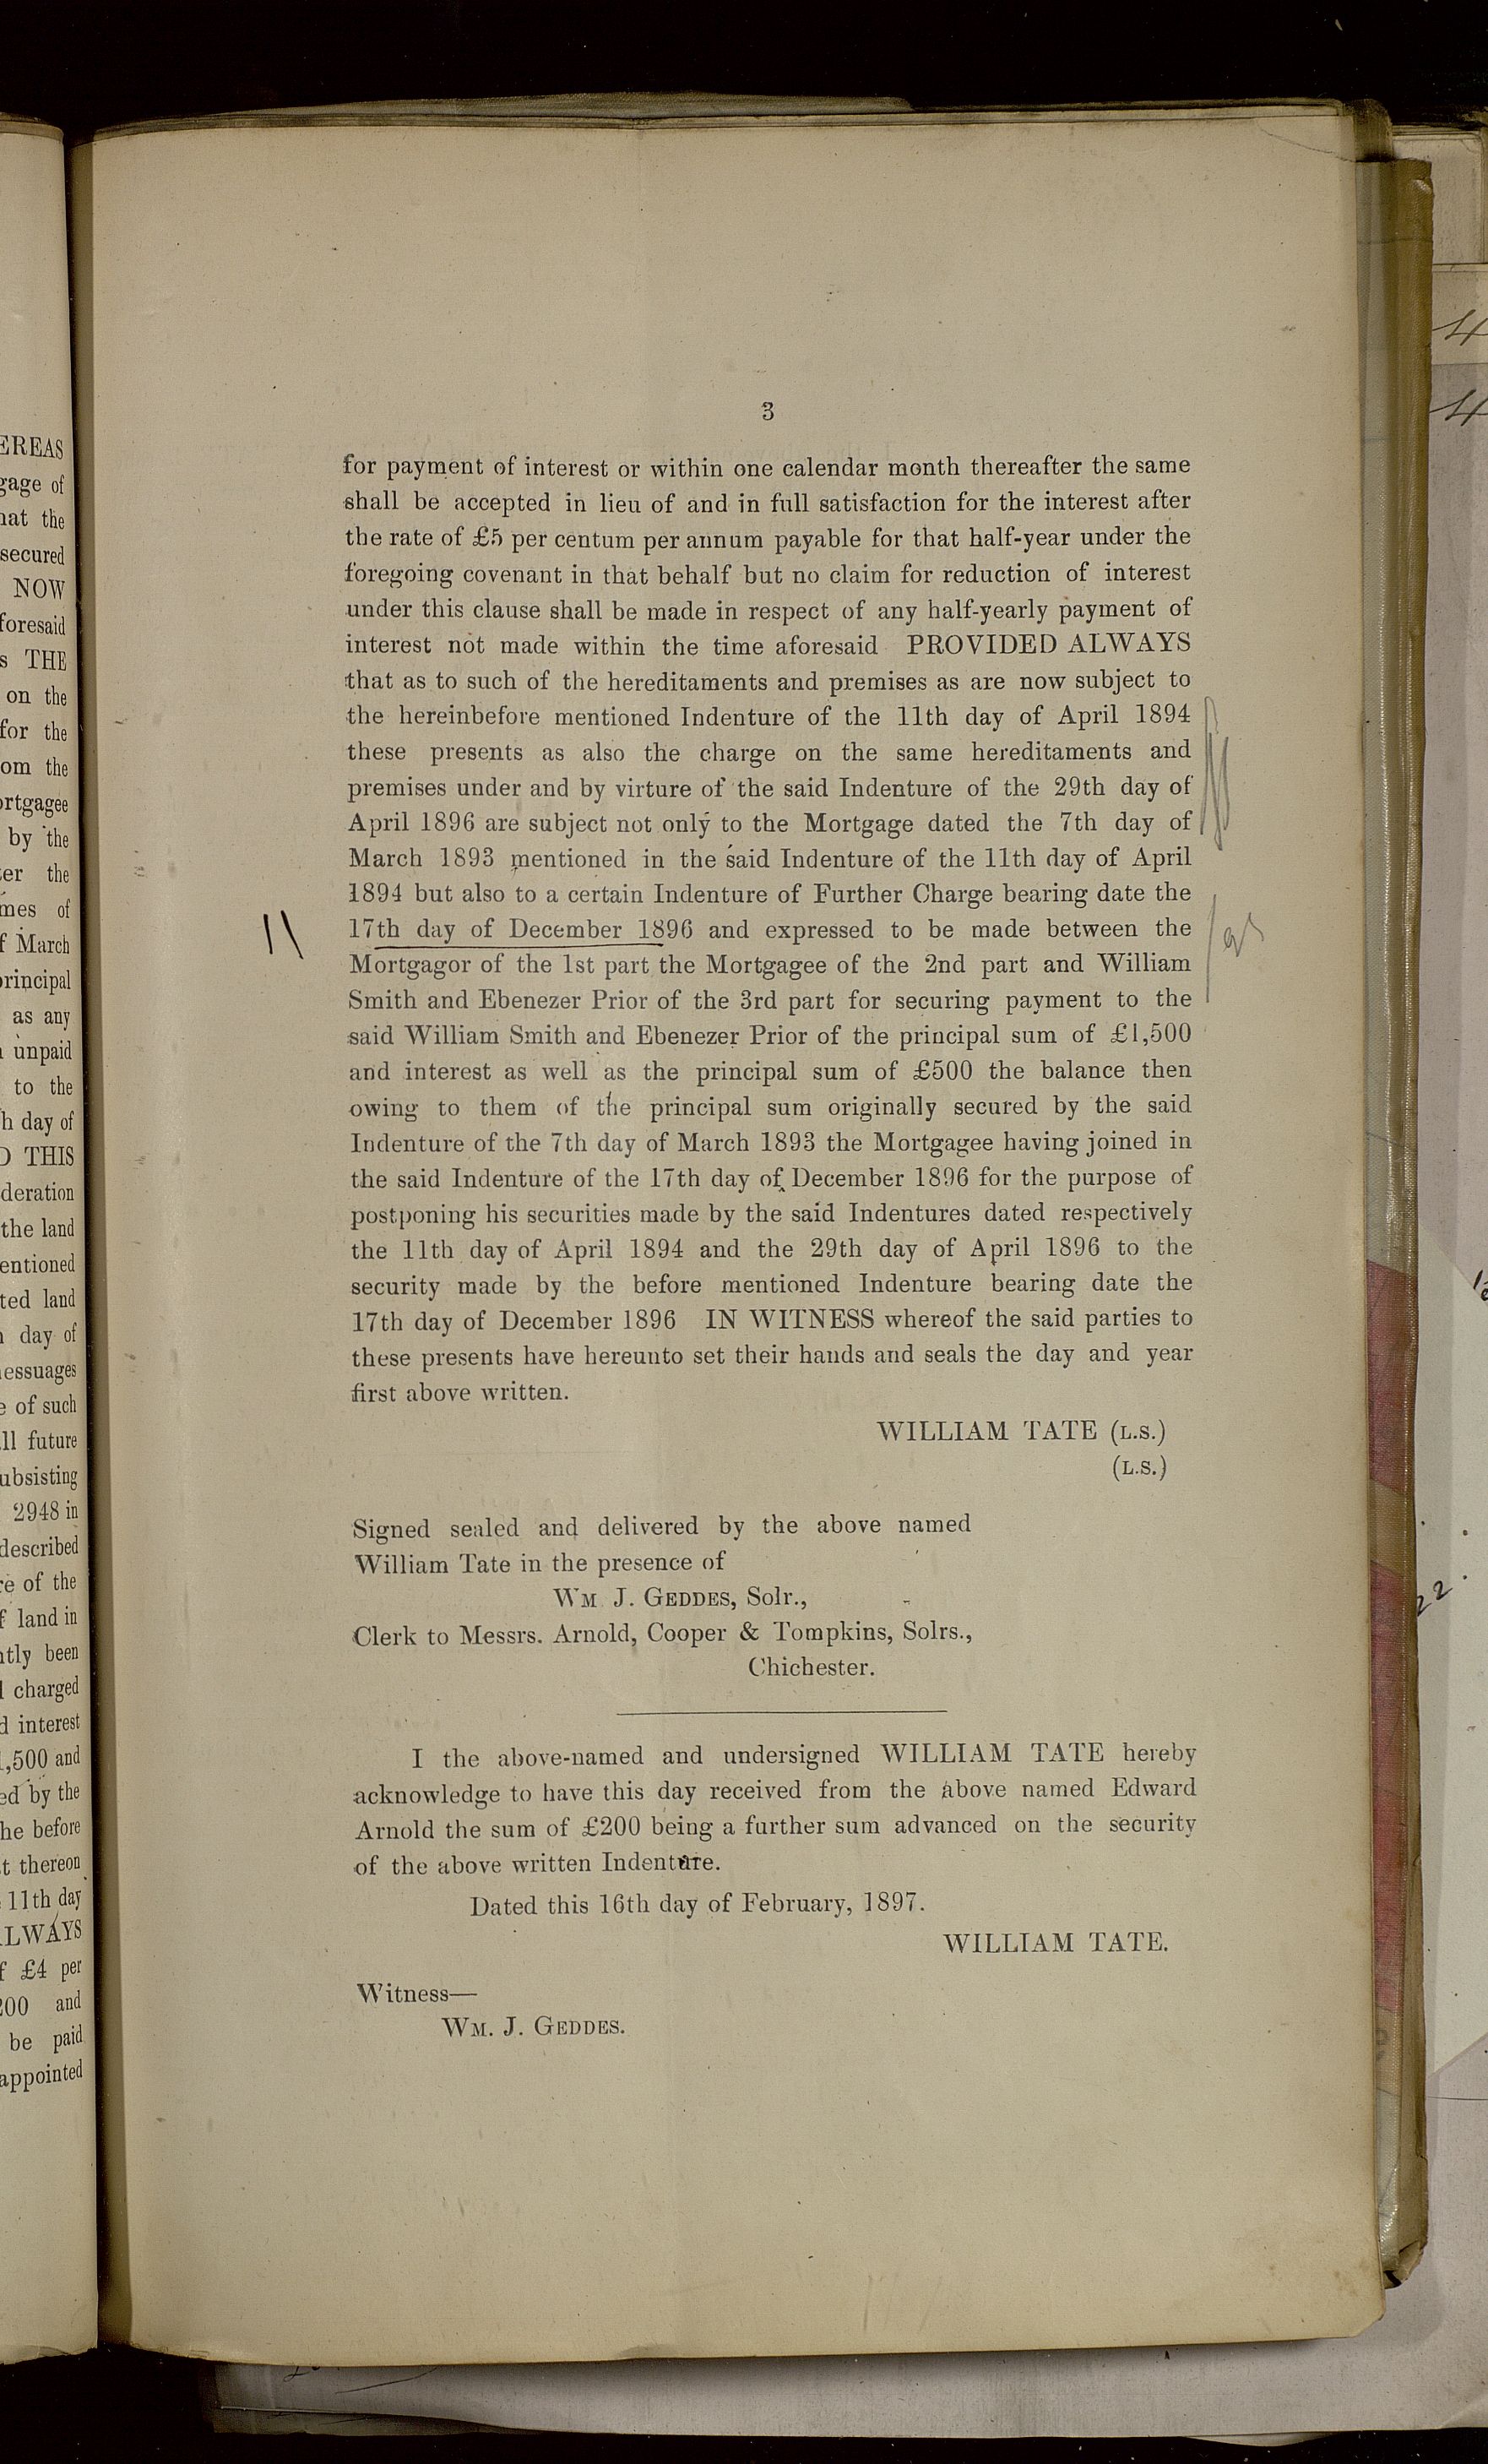 3
for payment of interest or within one calendar month thereafter the same
shall be accepted in lieu of and in full satisfaction for the interest after
the rate of £5 per centum per annum payable for that half-year under the
foregoing covenant in that behalf but no claim for reduction of interest
under this clause shall be made in respect of any half-yearly payment of
interest not made within the time aforesaid PROVIDED ALWAYS
that as to such of the hereditaments and premises as are now subject to
the hereinbefore mentioned Indenture of the 11th day of April 1894
these presents as also the charge on the same hereditaments and
premises under and by virture of the said Indenture of the 29th day of
April 1896 are subject not only to the Mortgage dated the 7th day of
March 1893 mentioned in the said Indenture of the 11th day of April
1894 but also to a certain Indenture of Further Charge bearing date the
17th day of December 1896 and expressed to be made between the
Mortgagor of the 1st part the Mortgagee of the 2nd part and William
Smith and Ebenezer Prior of the 3rd part for securing payment to the
said William Smith and Ebenezer Prior of the principal sum of £1,500
and interest as well as the principal sum of £500 the balance then
owing to them of the principal sum originally secured by the said
Indenture of the 7th day of March 1893 the Mortgagee having joined in
the said Indenture of the 17th day of December 1896 for the purpose of
postponing his securities made by the said Indentures dated respectively
the 11th day of April 1894 and the 29th day of April 1896 to the
security made by the before mentioned Indenture bearing date the
17th day of December 1896 IN WITNESS whereof the said parties to
these presents have hereunto set their hands and seals the day and year
first above written.
WILLIAM TATE (L.S.)
(L.S.)
Signed sealed and delivered by the above named
William Tate in the presence of
WM. J. GEDDES, Solr.,
Clerk to Messrs. Arnold, Cooper & Tompkins, Solrs.,
Chichester.
I the above-named and undersigned WILLIAM TATE hereby
acknowledge to have this day received from the above named Edward
Arnold the sum of £200 being a further sum advanced on the security
of the above written Indenture.
Dated this 16th day of February, 1897.
WILLIAM TATE.
Witness—
WM. J. GEDDES.